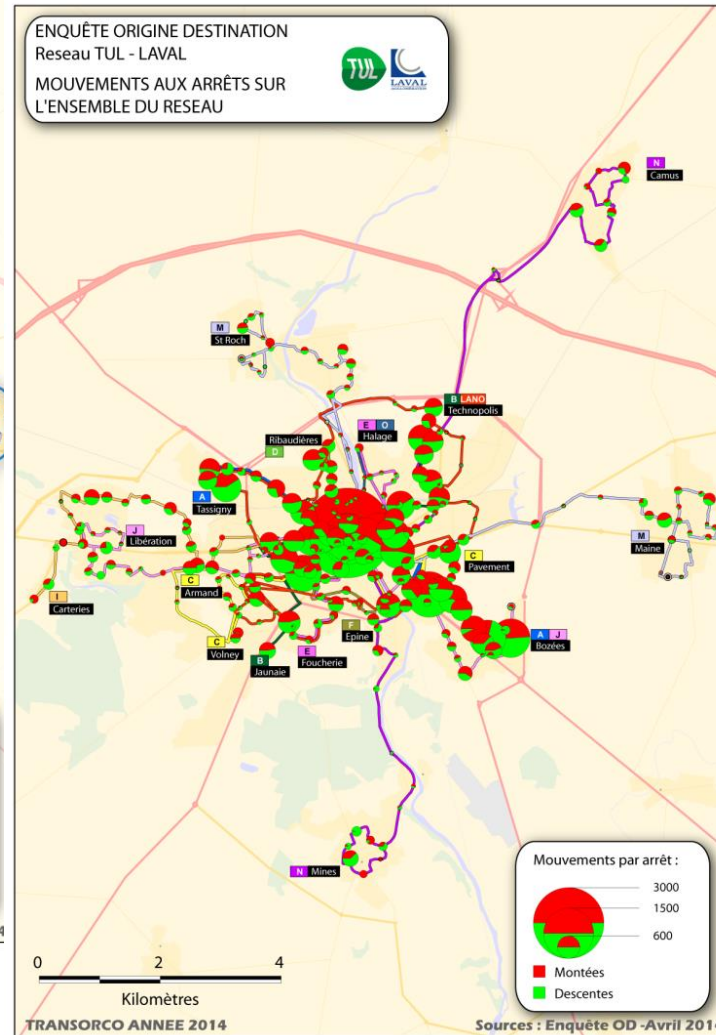 ENQUÊTE ORIGINE DESTINATION
Reseau TUL - LAVAL
MOUVEMENTS AUX ARRÊTS SUR
L'ENSEMBLE DU RESEAU
TUL
LAVAL
N
Camus
M
St Roch
B LANO
Technopolis
E O
Halage
Ribaudières
D
A
Tassigny
J
Libération
M
Maine
C
Pavement
I
Carteries
C
Armand
F
Epine
A J
Bozées
C
Volney
E
Foucherie
B
Jaunaie
N Mines
Mouvements par arrêt :
3000
1500
600
Montées
Descentes
0 2 4
Kilomètres
TRANSORCO ANNEE 2014
Sources : Enquête OD -Avril